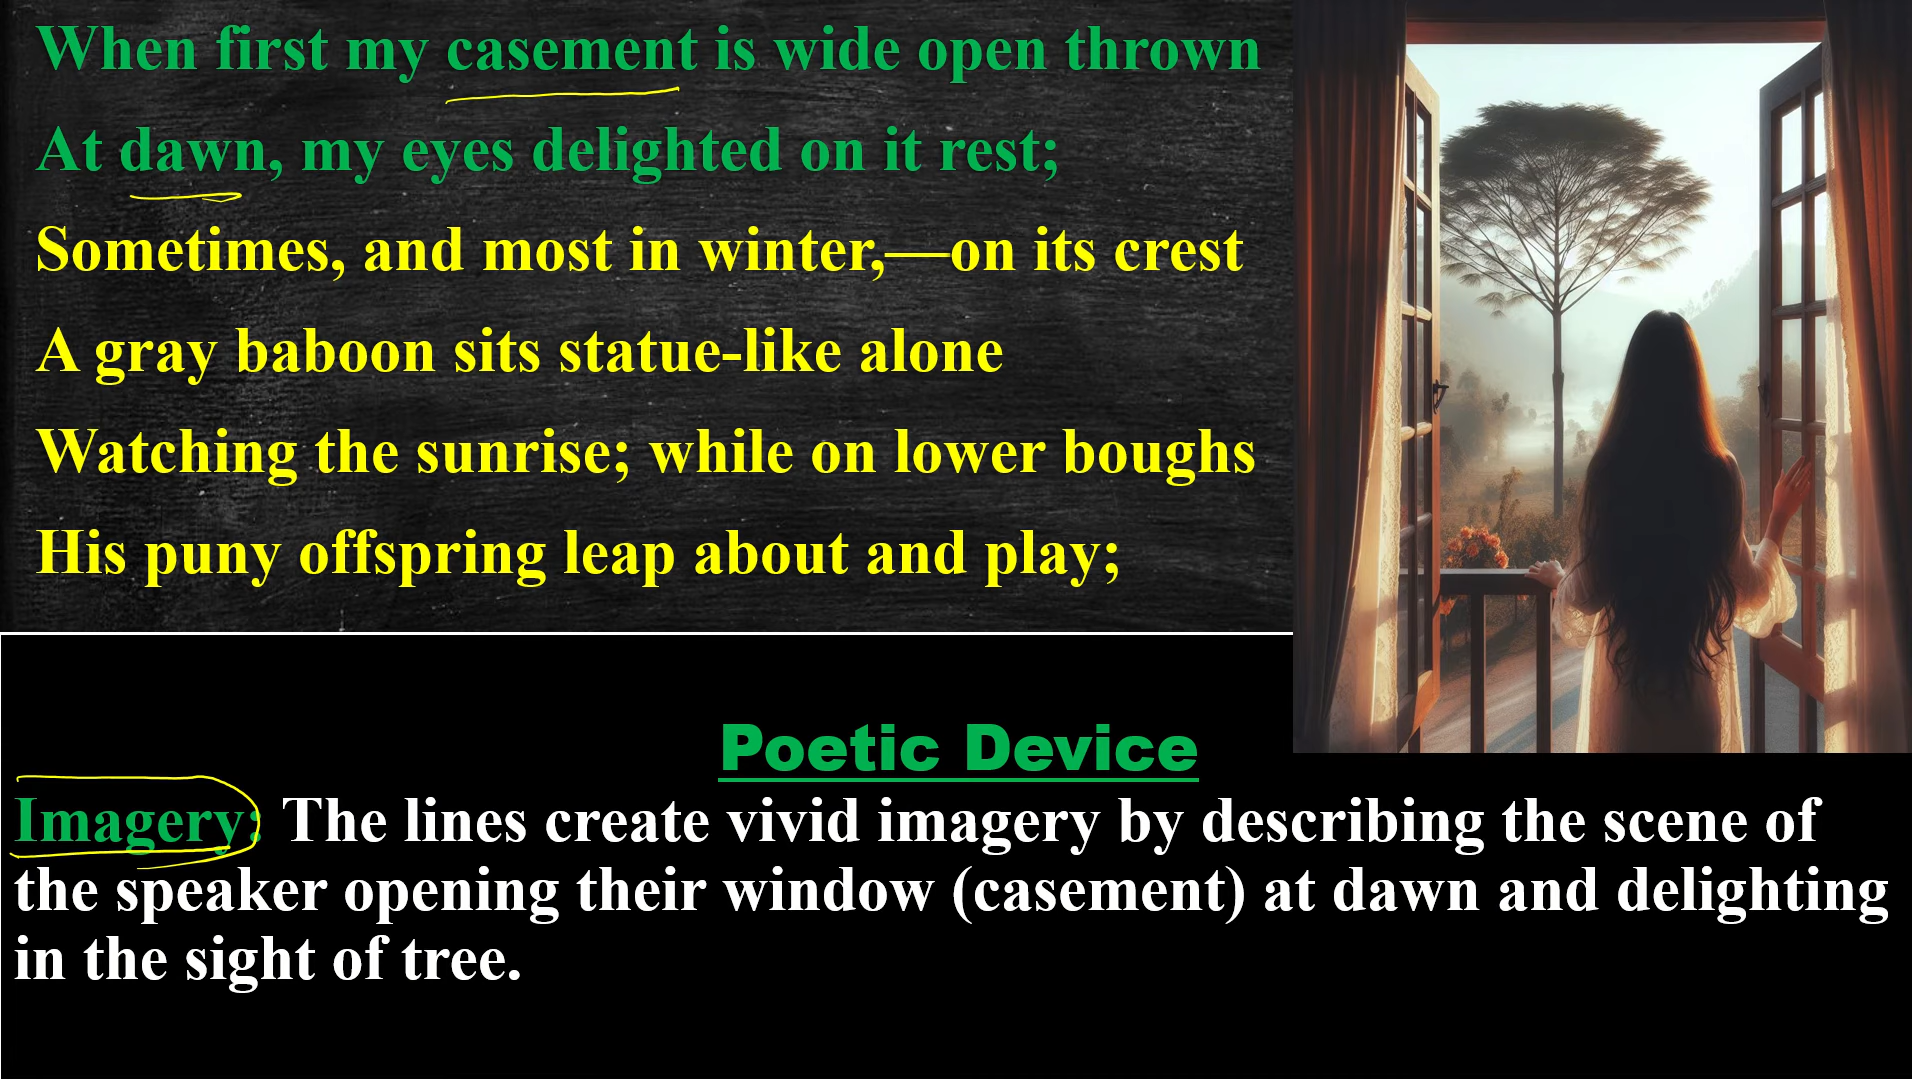 When first my casement is wide open thrown
At dawn, my eyes delighted on it rest;
Sometimes, and most in winter,—on its crest
A gray baboon sits statue-like alone
Watching the sunrise; while on lower boughs
His puny offspring leap about and play;
Poetic Device
Imagery: The lines create vivid imagery by describing the scene of
the speaker opening their window (casement) at dawn and delighting
in the sight of tree.